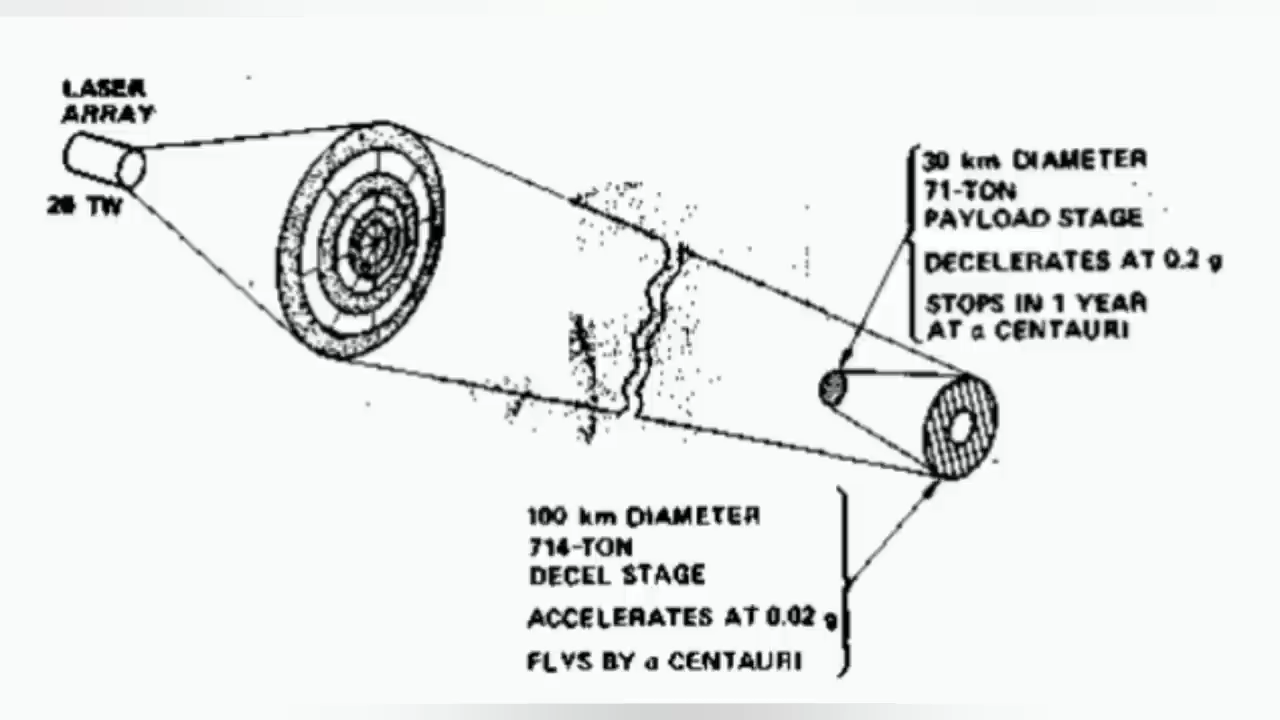 LASER
ARRAY
26 TW
30 km DIAMETER
71-TON
PAYLOAD STAGE
DECELERATES AT 0.2 g
STOPS IN 1 YEAR
AT α CENTAURI
100 km DIAMETER
714-TON
DECEL STAGE
ACCELERATES AT 0.02 g
FLYS BY α CENTAURI